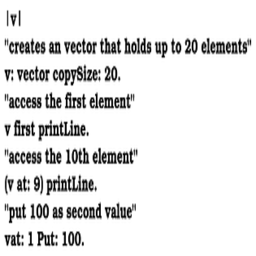 |v|
"creates an vector that holds up to 20 elements"
v: vector copySize: 20.
"access the first element"
v first printLine.
"access the 10th element"
(v at: 9) printLine.
"put 100 as second value"
vat: 1 Put: 100.